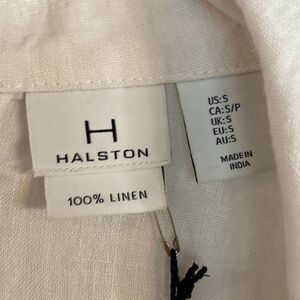 H
HALSTON
100% LINEN
US:S
CA:S/P
UK:S
EU:S
AU:S
MADE IN
INDIA